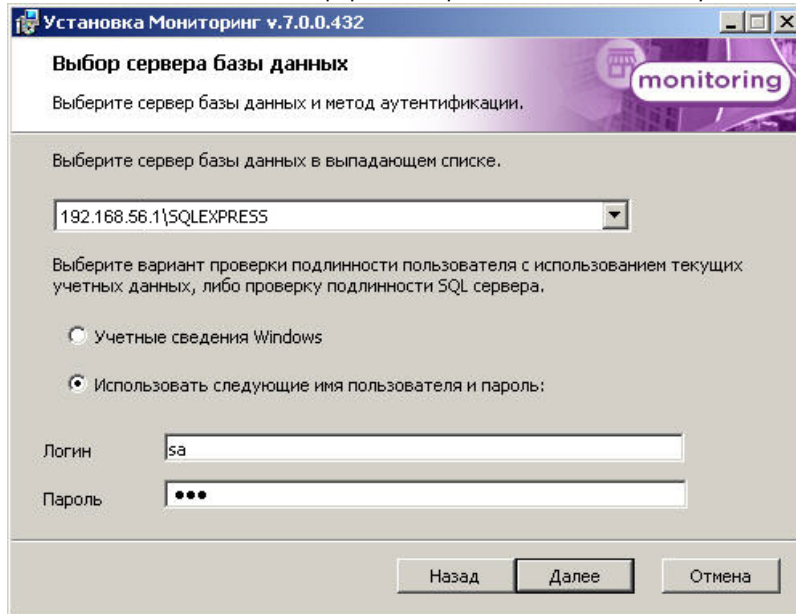 Установка Мониторинг v.7.0.0.432
Выбор сервера базы данных
Выберите сервер базы данных и метод аутентификации.
monitoring
Выберите сервер базы данных в выпадающем списке.
192.168.56.1\SQLEXPRESS
Выберите вариант проверки подлинности пользователя с использованием текущих
учетных данных, либо проверку подлинности SQL сервера.
Учетные сведения Windows
Использовать следующие имя пользователя и пароль:
Логин sa
Пароль •••
Назад Далее Отмена